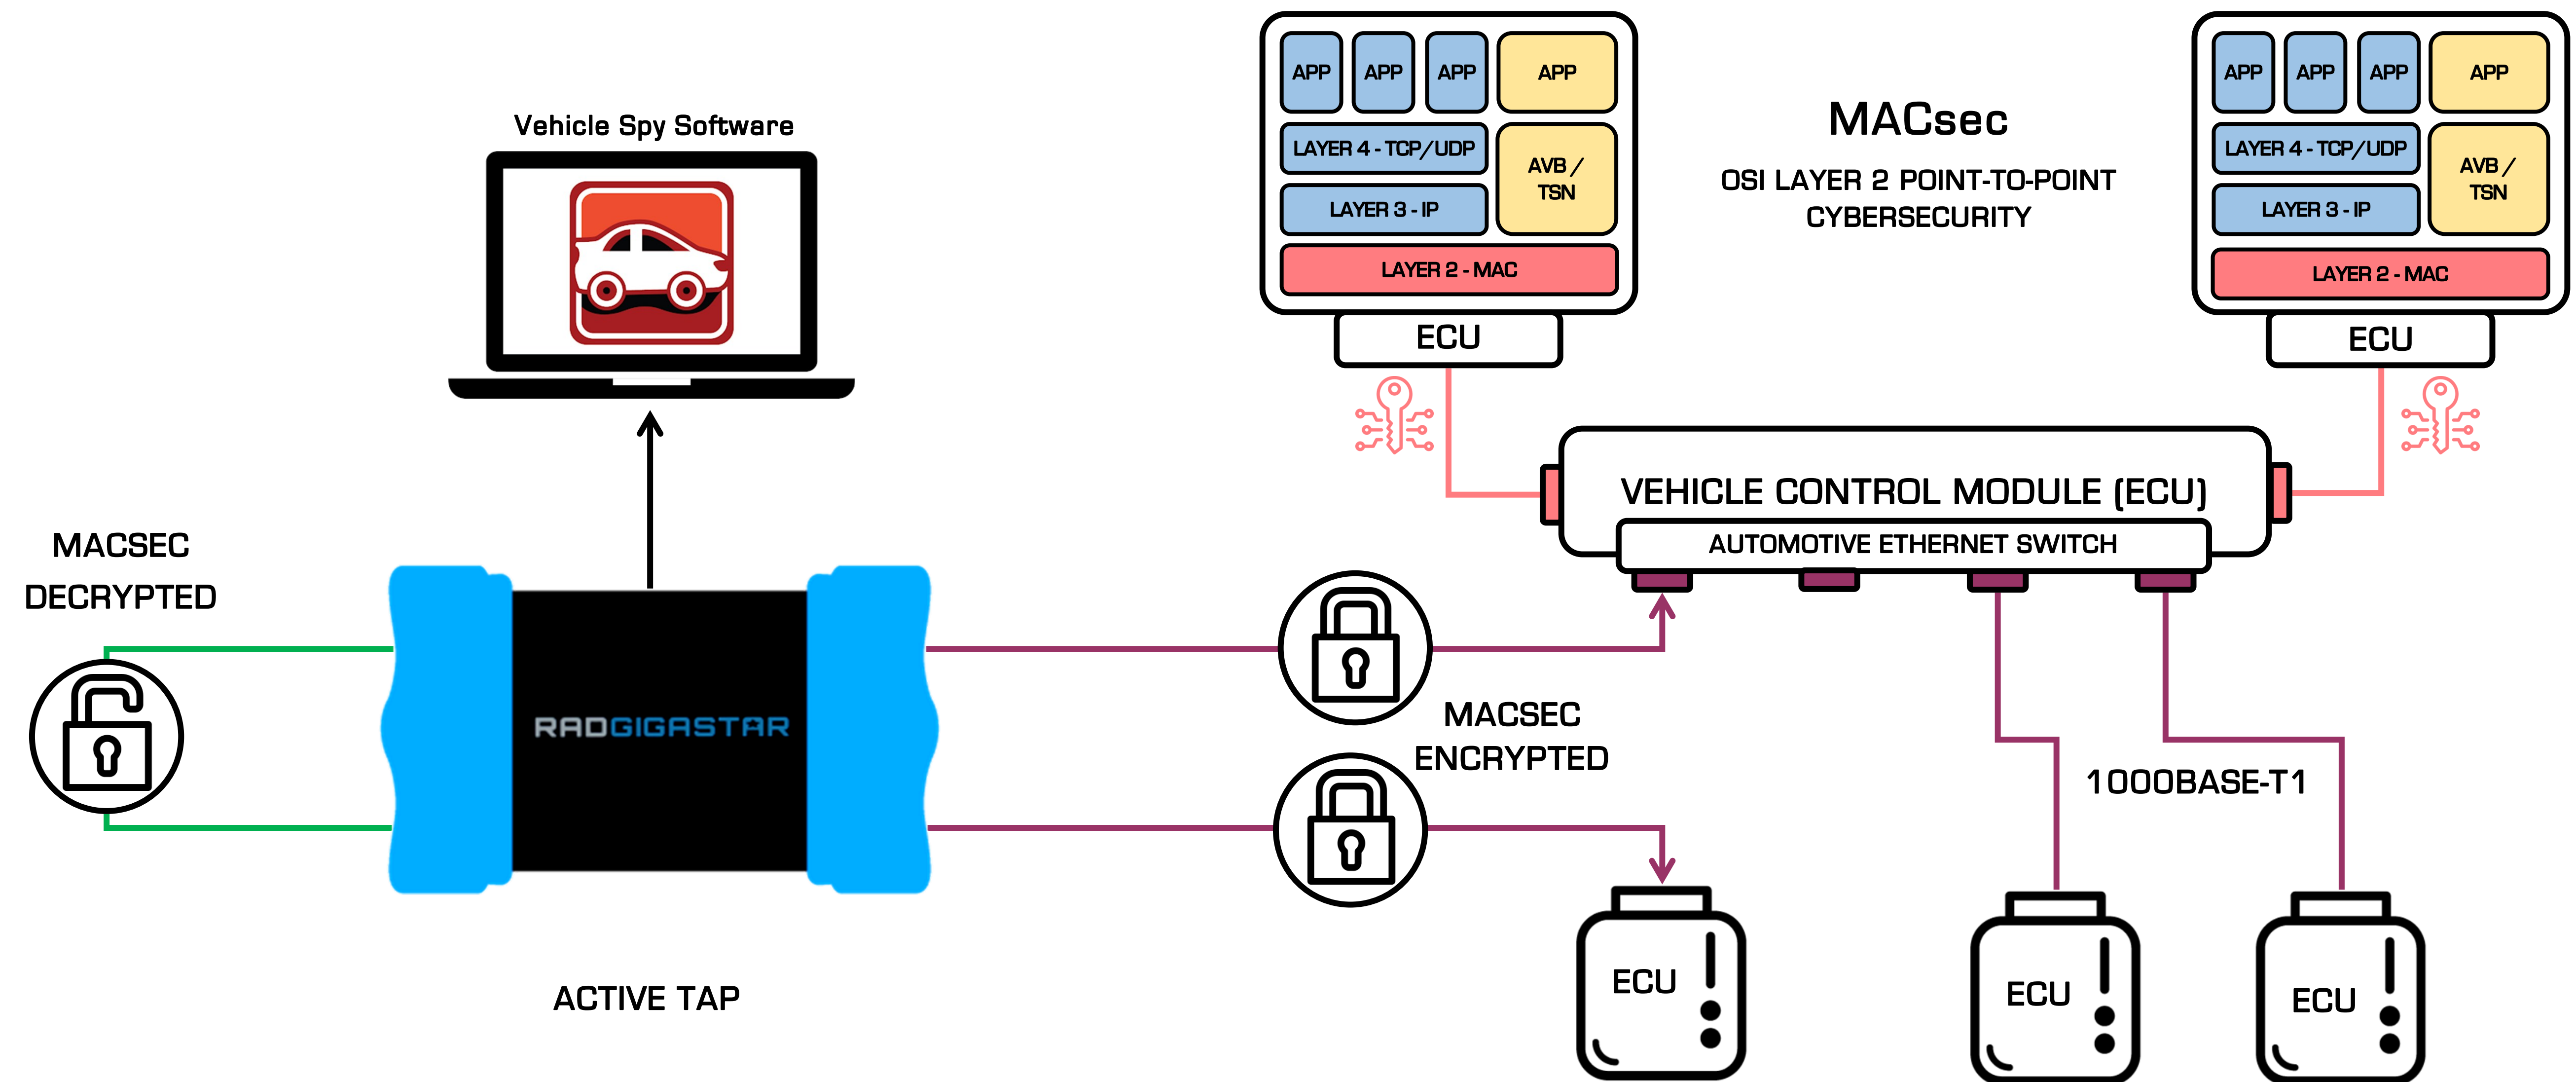 Vehicle Spy Software
MACSEC
DECRYPTED
RADGIGASTAR
ACTIVE TAP
APP APP APP APP
LAYER 4 - TCP/UDP
AVB /
TSN
LAYER 3 - IP
LAYER 2 - MAC
ECU
MACsec
OSI LAYER 2 POINT-TO-POINT
CYBERSECURITY
APP APP APP APP
LAYER 4 - TCP/UDP
AVB /
TSN
LAYER 3 - IP
LAYER 2 - MAC
ECU
VEHICLE CONTROL MODULE (ECU)
AUTOMOTIVE ETHERNET SWITCH
MACSEC
ENCRYPTED
1000BASE-T1
ECU
ECU
ECU